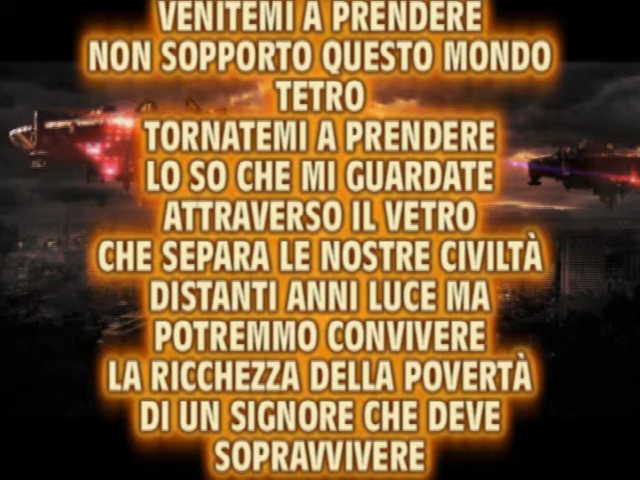 VENITEMI A PRENDERE
NON SOPPORTO QUESTO MONDO
TETRO
TORNATEMI A PRENDERE
LO SO CHE MI GUARDATE
ATTRAVERSO IL VETRO
CHE SEPARA LE NOSTRE CIVILTÀ
DISTANTI ANNI LUCE MA
POTREMMO CONVIVERE
LA RICCHEZZA DELLA POVERTÀ
DI UN SIGNORE CHE DEVE
SOPRAVVIVERE